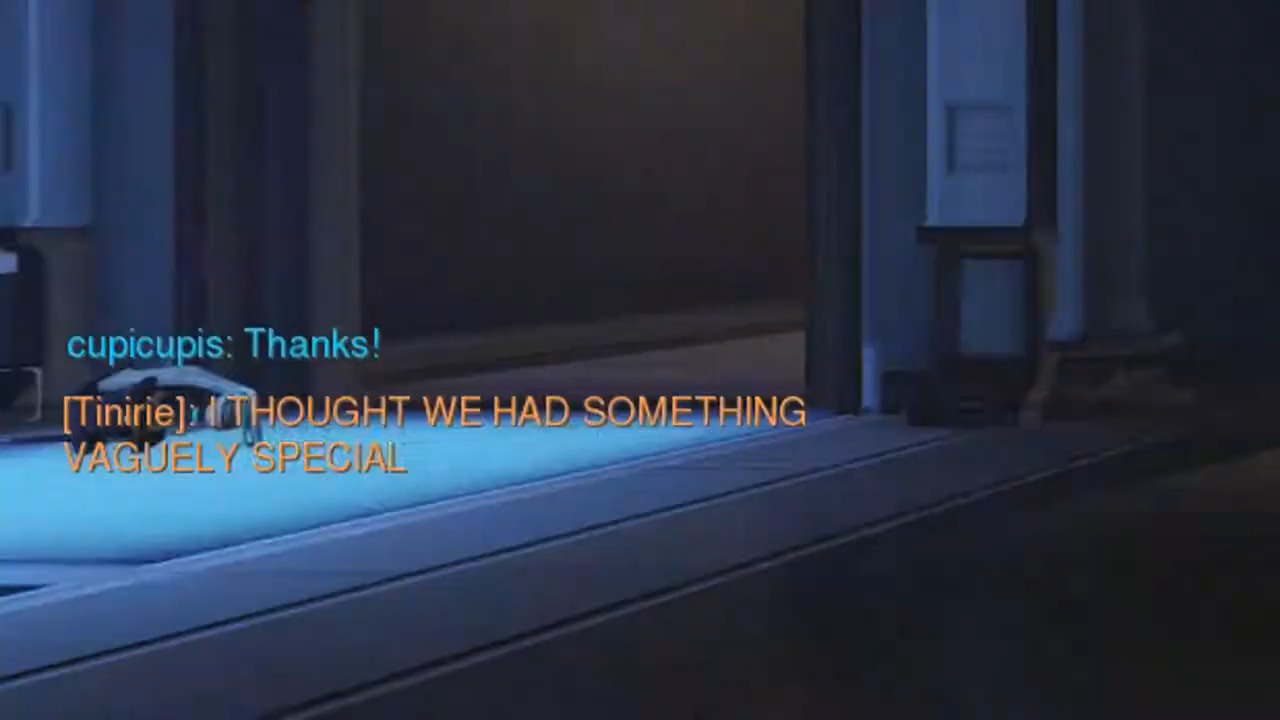 cupicupis: Thanks!
[Tinirie]: I THOUGHT WE HAD SOMETHING
VAGUELY SPECIAL